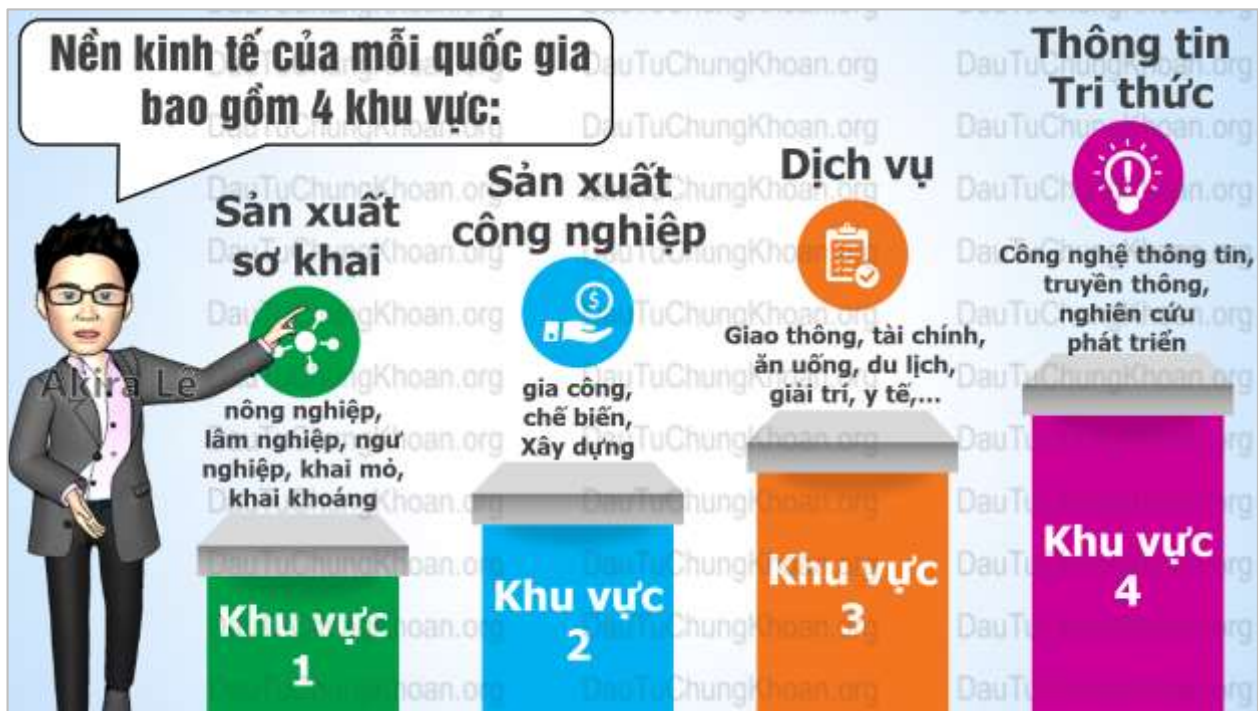 Nền kinh tế của mỗi quốc gia
bao gồm 4 khu vực:
Sản xuất
sơ khai
nông nghiệp,
lâm nghiệp, ngư
nghiệp, khai mỏ,
khai khoáng
Khu vực
1
Sản xuất
công nghiệp
gia công,
chế biến,
Xây dựng
Khu vực
2
Dịch vụ
Giao thông, tài chính,
ăn uống, du lịch,
giải trí, y tế,...
Khu vực
3
Thông tin
Tri thức
Công nghệ thông tin,
truyền thông,
nghiên cứu
phát triển
Khu vực
4
Akira Lê
DauTuChungKhoan.org